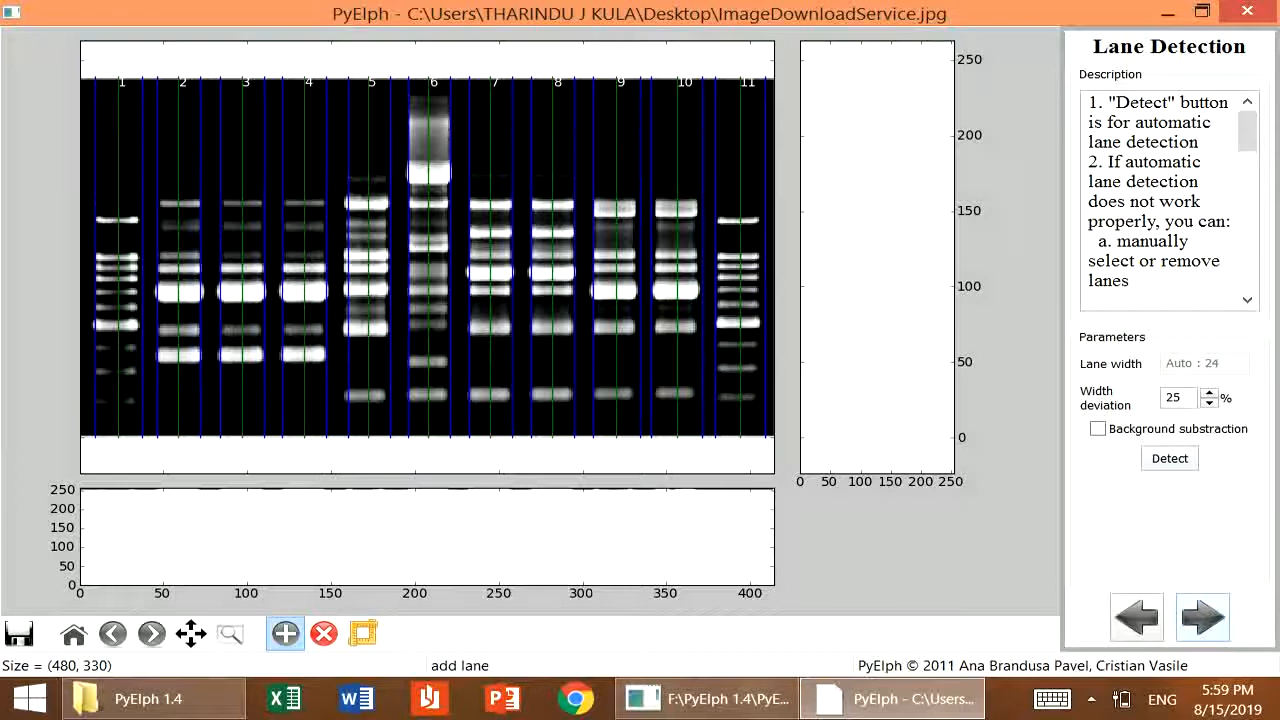 PyElph - C:\Users\THARINDU J KULA\Desktop\ImageDownloadService.jpg
1 2 3 4 5 6 7 8 9 10 11
250
200
150
100
50
0
0 50 100 150 200 250
250
200
150
100
50
0
0 50 100 150 200 250 300 350 400
Lane Detection
Description
1. "Detect" button
is for automatic
lane detection
2. If automatic
lane detection
does not work
properly, you can:
a. manually
select or remove
lanes
Parameters
Lane width Auto : 24
Width
deviation 25 %
Background substraction
Detect
Size = (480, 330) add lane PyElph © 2011 Ana Brandusa Pavel, Cristian Vasile
PyElph 1.4 F:\PyElph 1.4\PyE... PyElph - C:\Users... ENG 5:59 PM
8/15/2019